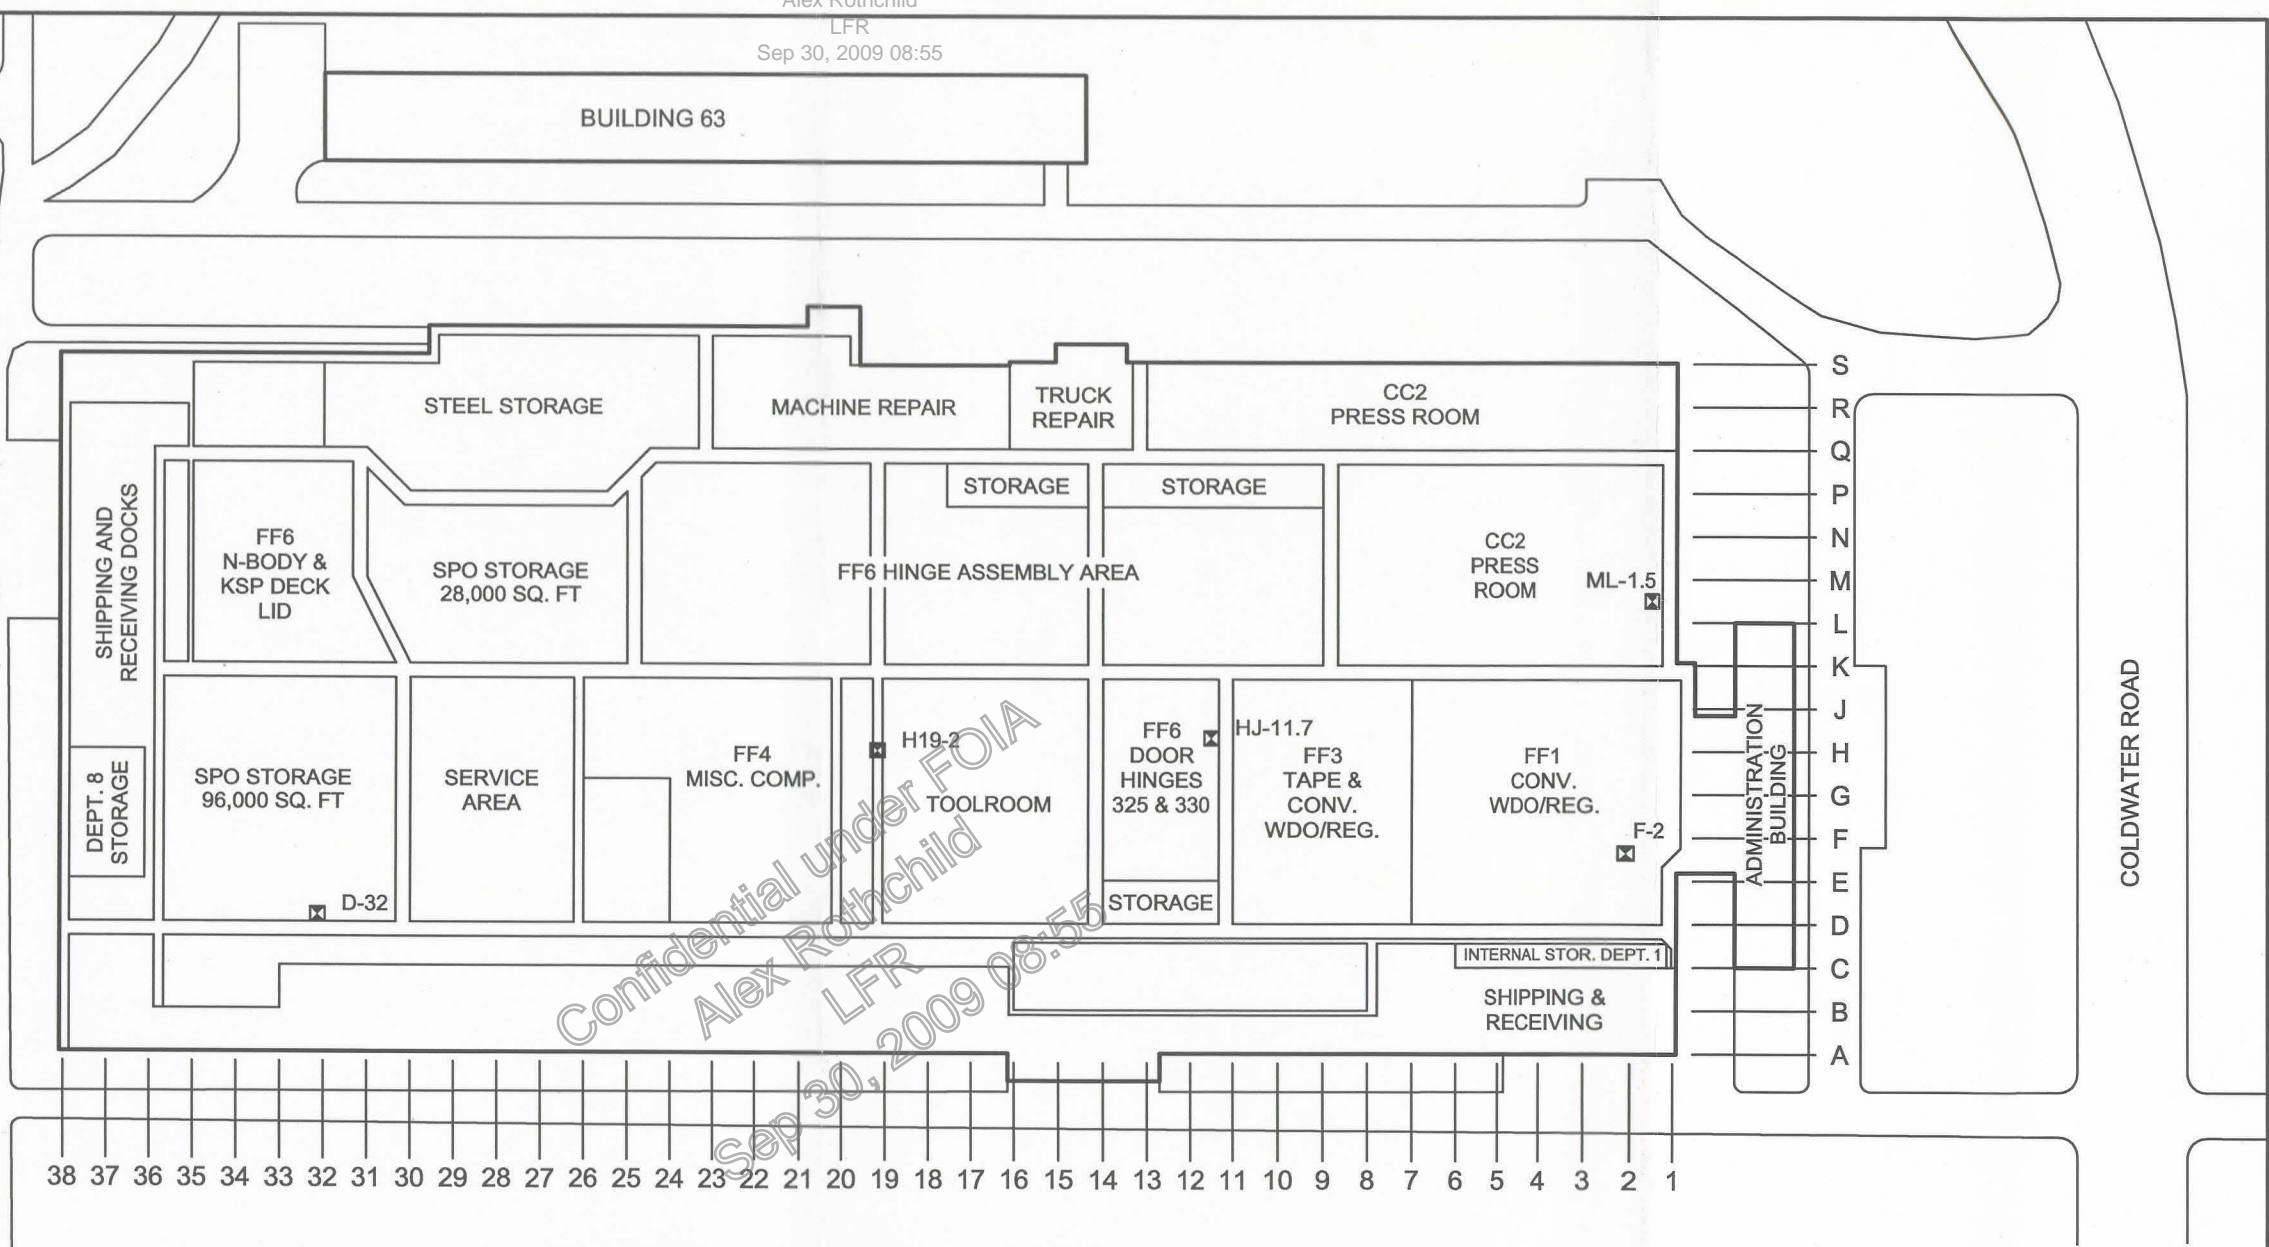 Alex Rothchild
LFR
Sep 30, 2009 08:55
BUILDING 63
STEEL STORAGE
MACHINE REPAIR
TRUCK
REPAIR
CC2
PRESS ROOM
STORAGE
STORAGE
SHIPPING AND
RECEIVING DOCKS
FF6
N-BODY &
KSP DECK
LID
SPO STORAGE
28,000 SQ. FT
FF6 HINGE ASSEMBLY AREA
CC2
PRESS
ROOM
ML-1.5
DEPT. 8
STORAGE
SPO STORAGE
96,000 SQ. FT
D-32
SERVICE
AREA
FF4
MISC. COMP.
H19-2
TOOLROOM
FF6
DOOR
HINGES
325 & 330
HJ-11.7
STORAGE
FF3
TAPE &
CONV.
WDO/REG.
FF1
CONV.
WDO/REG.
F-2
INTERNAL STOR. DEPT. 1
SHIPPING &
RECEIVING
ADMINISTRATION
BUILDING
COLDWATER ROAD
S
R
Q
P
N
M
L
K
J
H
G
F
E
D
C
B
A
38 37 36 35 34 33 32 31 30 29 28 27 26 25 24 23 22 21 20 19 18 17 16 15 14 13 12 11 10 9 8 7 6 5 4 3 2 1
Confidential under FOIA
Alex Rothchild
LFR
Sep 30, 2009 08:55